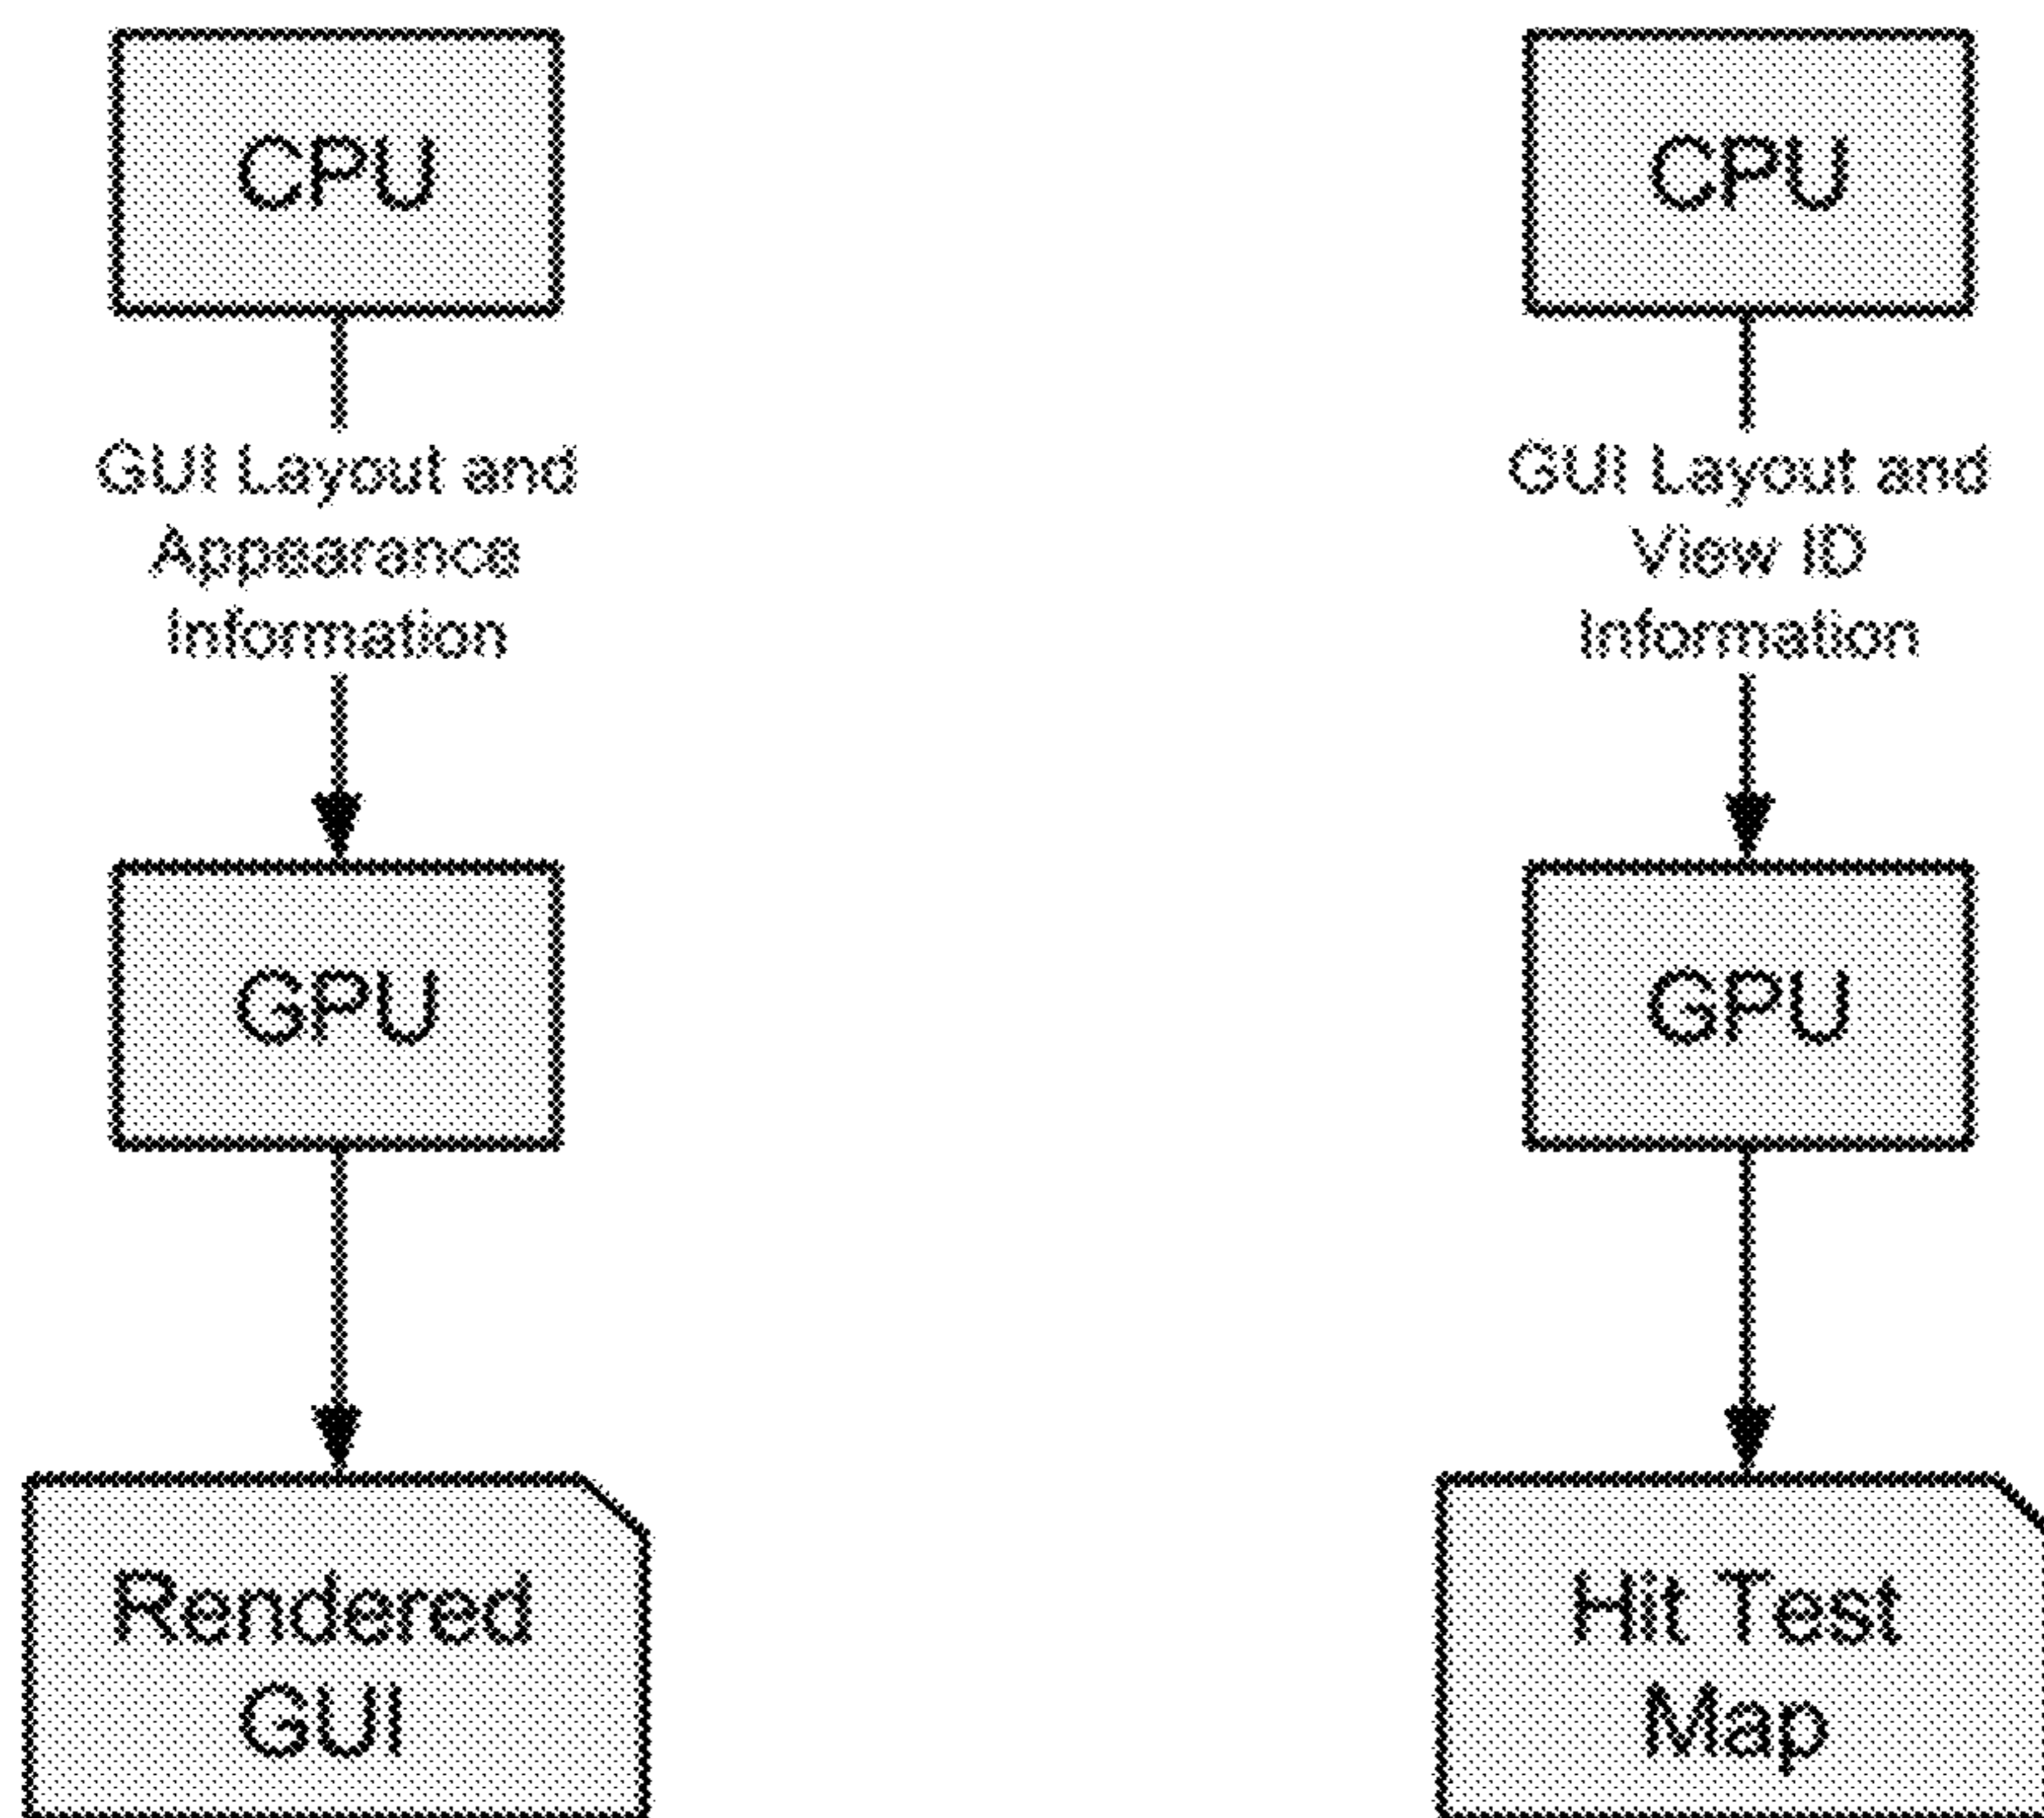 CPU
GUI Layout and
Appearance
Information
GPU
Rendered
GUI
CPU
GUI Layout and
View ID
Information
GPU
Hit Test
Map